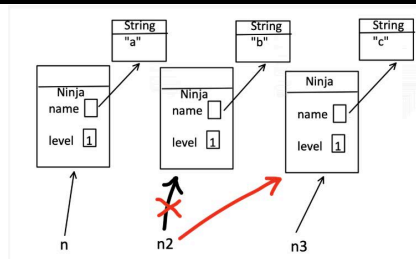 String
"a"
String
"b"
String
"c"
Ninja
name
level 1
Ninja
name
level 1
Ninja
name
level 1
n
n2
n3